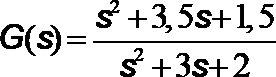 G(s) = (s² + 3,5s + 1,5) / (s² + 3s + 2)